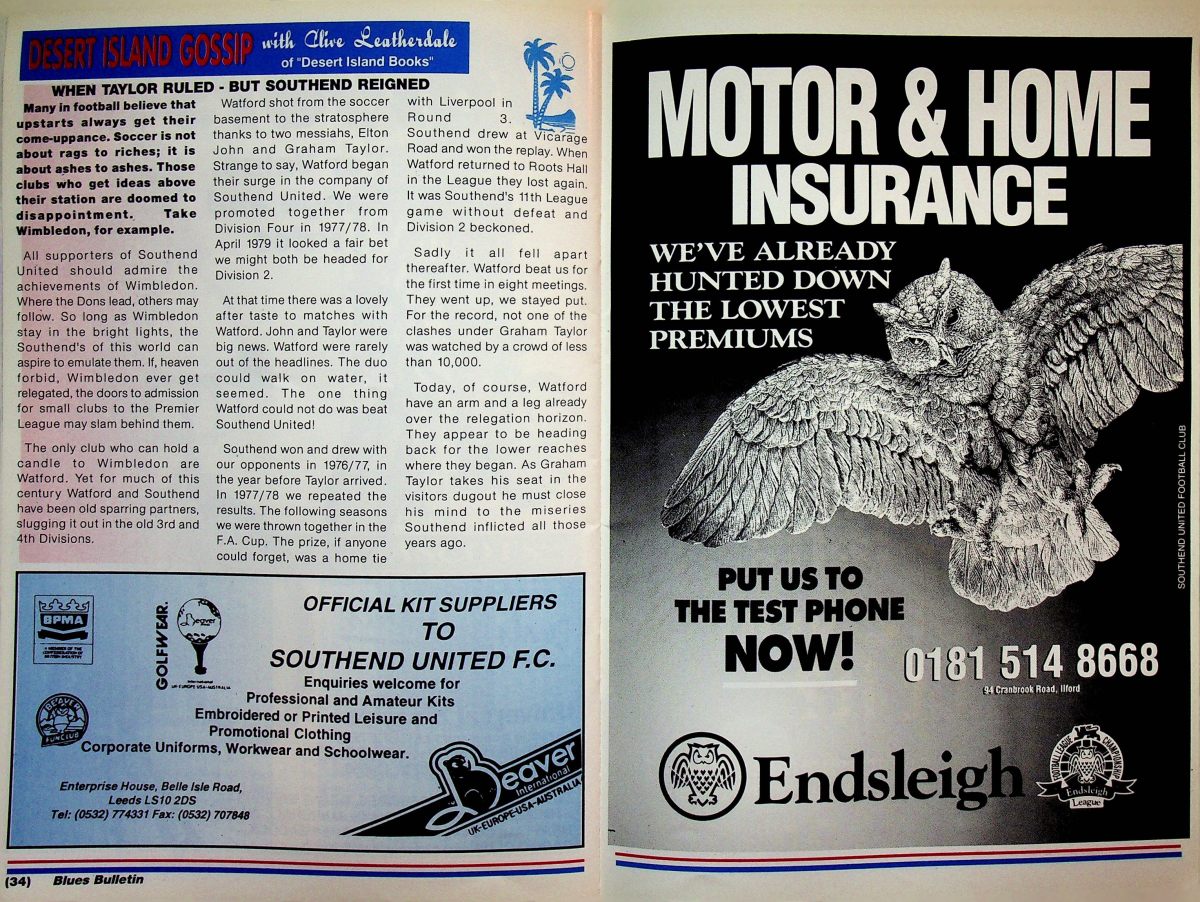 DESERT ISLAND GOSSIP with Clive Leatherdale
of "Desert Island Books"
WHEN TAYLOR RULED - BUT SOUTHEND REIGNED
Many in football believe that
upstarts always get their
come-uppance. Soccer is not
about rags to riches; it is
about ashes to ashes. Those
clubs who get ideas above
their station are doomed to
disappointment. Take
Wimbledon, for example.
All supporters of Southend
United should admire the
achievements of Wimbledon.
Where the Dons lead, others may
follow. So long as Wimbledon
stay in the bright lights, the
Southend's of this world can
aspire to emulate them. If, heaven
forbid, Wimbledon ever get
relegated, the doors to admission
for small clubs to the Premier
League may slam behind them.
The only club who can hold a
candle to Wimbledon are
Watford. Yet for much of this
century Watford and Southend
have been old sparring partners,
slugging it out in the old 3rd and
4th Divisions.
Watford shot from the soccer
basement to the stratosphere
thanks to two messiahs, Elton
John and Graham Taylor.
Strange to say, Watford began
their surge in the company of
Southend United. We were
promoted together from
Division Four in 1977/78. In
April 1979 it looked a fair bet
we might both be headed for
Division 2.
At that time there was a lovely
after taste to matches with
Watford. John and Taylor were
big news. Watford were rarely
out of the headlines. The duo
could walk on water, it
seemed. The one thing
Watford could not do was beat
Southend United!
Southend won and drew with
our opponents in 1976/77, in
the year before Taylor arrived.
In 1977/78 we repeated the
results. The following seasons
we were thrown together in the
F.A. Cup. The prize, if anyone
could forget, was a home tie
with Liverpool in
Round 3.
Southend drew at Vicarage
Road and won the replay. When
Watford returned to Roots Hall
in the League they lost again.
It was Southend's 11th League
game without defeat and
Division 2 beckoned.
Sadly it all fell apart
thereafter. Watford beat us for
the first time in eight meetings.
They went up, we stayed put.
For the record, not one of the
clashes under Graham Taylor
was watched by a crowd of less
than 10,000.
Today, of course, Watford
have an arm and a leg already
over the relegation horizon.
They appear to be heading
back for the lower reaches
where they began. As Graham
Taylor takes his seat in the
visitors dugout he must close
his mind to the miseries
Southend inflicted all those
years ago.
BPMA
A MEMBER OF THE
CONFEDERATION OF
BRITISH INDUSTRY
GOLFWEAR.
Beaver
International
UK-EUROPE-USA-AUSTRALIA
BEAVER
FUNCLUB
OFFICIAL KIT SUPPLIERS
TO
SOUTHEND UNITED F.C.
Enquiries welcome for
Professional and Amateur Kits
Embroidered or Printed Leisure and
Promotional Clothing
Corporate Uniforms, Workwear and Schoolwear.
Enterprise House, Belle Isle Road,
Leeds LS10 2DS
Tel: (0532) 774331 Fax: (0532) 707848
Beaver
International
UK-EUROPE-USA-AUSTRALIA
(34) Blues Bulletin
MOTOR & HOME
INSURANCE
WE'VE ALREADY
HUNTED DOWN
THE LOWEST
PREMIUMS
PUT US TO
THE TEST PHONE
NOW!
0181 514 8668
94 Cranbrook Road, Ilford
Endsleigh
FOOTBALL LEAGUE CHAMPIONSHIP
Endsleigh
League
SOUTHEND UNITED FOOTBALL CLUB